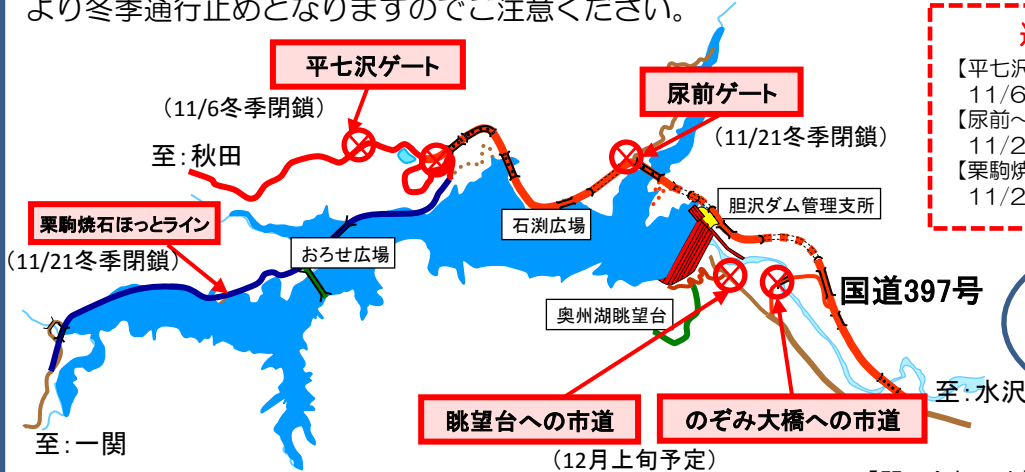 より冬季通行止めとなりますのでご注意ください。
平七沢ゲート
(11/6冬季閉鎖)
尿前ゲート
(11/21冬季閉鎖)
【平七沢
11/6
【尿前~
11/2
【栗駒焼
11/2
至:秋田
栗駒焼石ほっとライン
(11/21冬季閉鎖)
おろせ広場
石渕広場
胆沢ダム管理支所
奥州湖眺望台
国道397号
至:水沢
眺望台への市道
(12月上旬予定)
のぞみ大橋への市道
至:一関